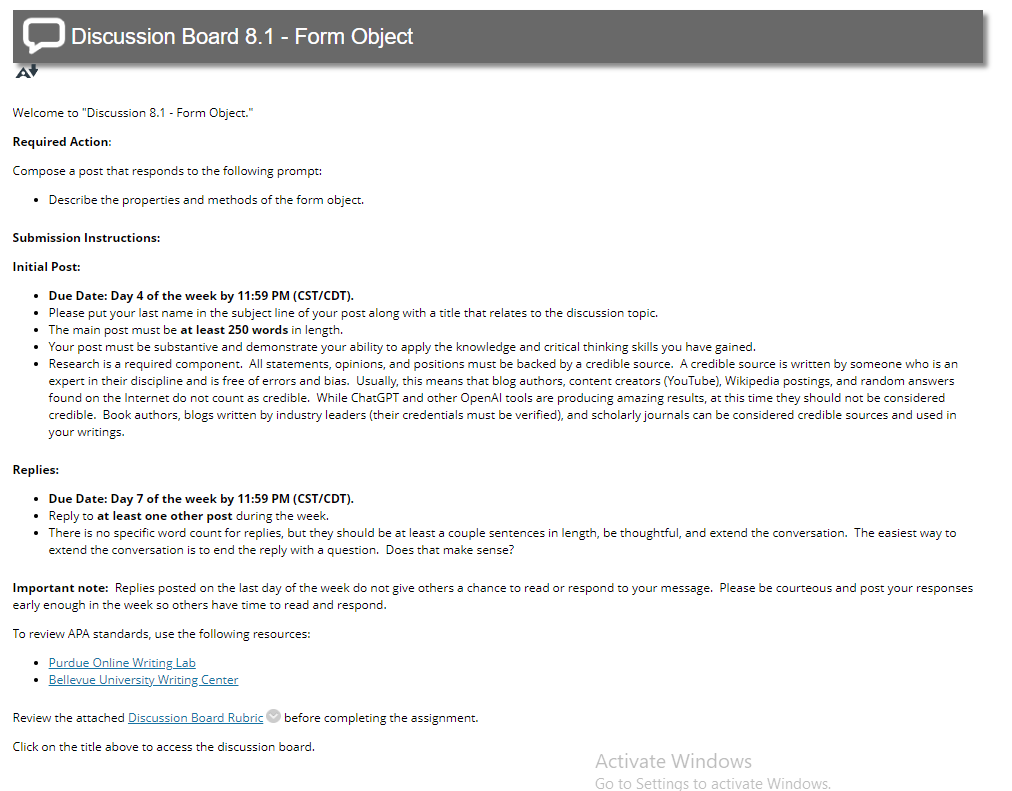 Discussion Board 8.1 - Form Object
A
Welcome to "Discussion 8.1 - Form Object."
Required Action:
Compose a post that responds to the following prompt:
• Describe the properties and methods of the form object.
Submission Instructions:
Initial Post:
• Due Date: Day 4 of the week by 11:59 PM (CST/CDT).
• Please put your last name in the subject line of your post along with a title that relates to the discussion topic.
• The main post must be at least 250 words in length.
• Your post must be substantive and demonstrate your ability to apply the knowledge and critical thinking skills you have gained.
• Research is a required component.  All statements, opinions, and positions must be backed by a credible source.  A credible source is written by someone who is an
expert in their discipline and is free of errors and bias.  Usually, this means that blog authors, content creators (YouTube), Wikipedia postings, and random answers
found on the Internet do not count as credible.  While ChatGPT and other OpenAI tools are producing amazing results, at this time they should not be considered
credible.  Book authors, blogs written by industry leaders (their credentials must be verified), and scholarly journals can be considered credible sources and used in
your writings.
Replies:
• Due Date: Day 7 of the week by 11:59 PM (CST/CDT).
• Reply to at least one other post during the week.
• There is no specific word count for replies, but they should be at least a couple sentences in length, be thoughtful, and extend the conversation.  The easiest way to
extend the conversation is to end the reply with a question.  Does that make sense?
Important note:  Replies posted on the last day of the week do not give others a chance to read or respond to your message.  Please be courteous and post your responses
early enough in the week so others have time to read and respond.
To review APA standards, use the following resources:
• Purdue Online Writing Lab
• Bellevue University Writing Center
Review the attached Discussion Board Rubric before completing the assignment.
Click on the title above to access the discussion board.
Activate Windows
Go to Settings to activate Windows.